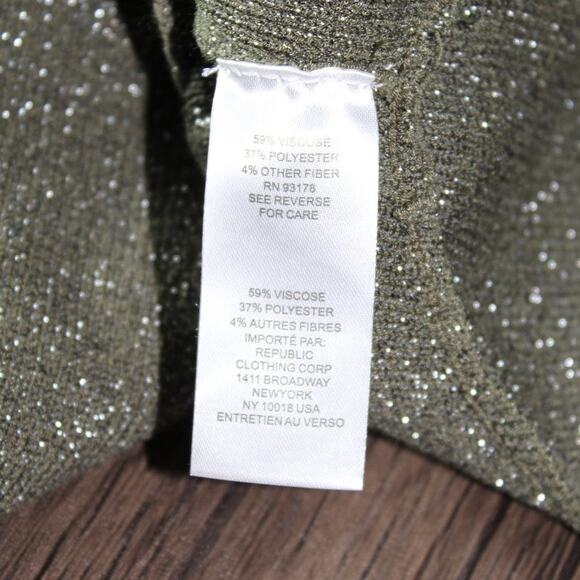 59% VISCOSE
37% POLYESTER
4% OTHER FIBER
RN 93178
SEE REVERSE
FOR CARE
59% VISCOSE
37% POLYESTER
4% AUTRES FIBRES
IMPORTÉ PAR:
REPUBLIC
CLOTHING CORP
1411 BROADWAY
NEWYORK
NY 10018 USA
ENTRETIEN AU VERSO